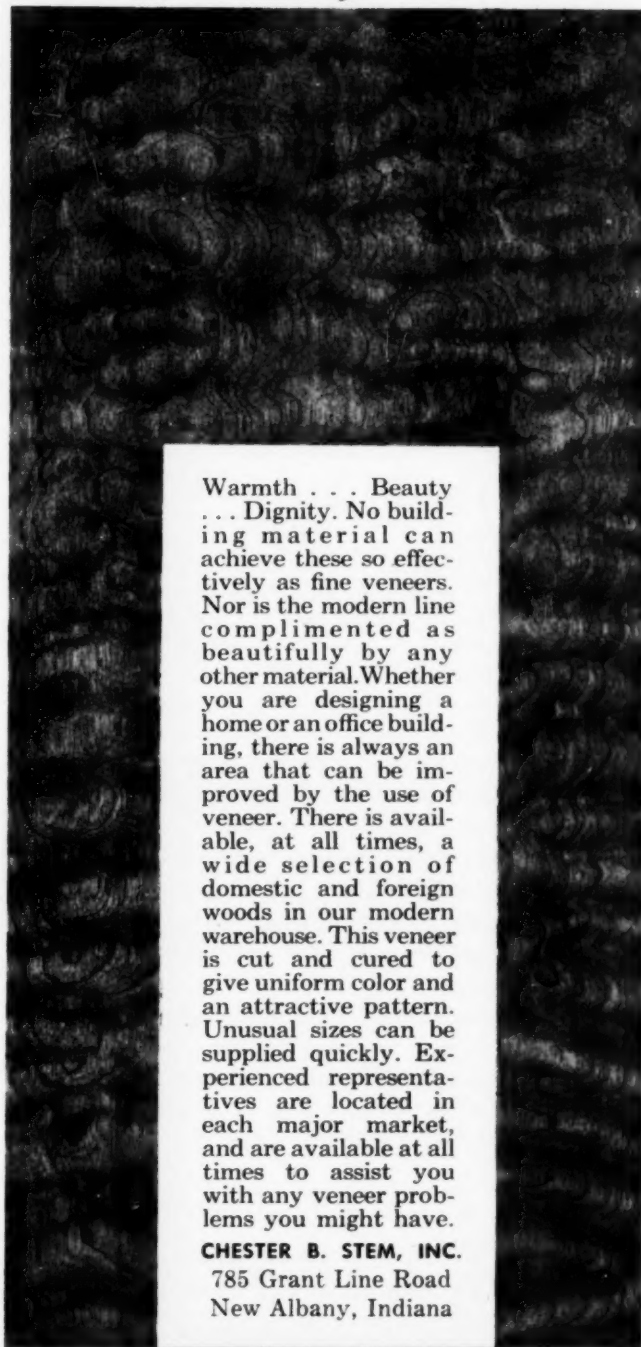 Warmth . . . Beauty
. . . Dignity. No build-
ing material can
achieve these so effec-
tively as fine veneers.
Nor is the modern line
complimented as
beautifully by any
other material.Whether
you are designing a
home or an office build-
ing, there is always an
area that can be im-
proved by the use of
veneer. There is avail-
able, at all times, a
wide selection of
domestic and foreign
woods in our modern
warehouse. This veneer
is cut and cured to
give uniform color and
an attractive pattern.
Unusual sizes can be
supplied quickly. Ex-
perienced representa-
tives are located in
each major market,
and are available at all
times to assist you
with any veneer prob-
lems you might have.
CHESTER B. STEM, INC.
785 Grant Line Road
New Albany, Indiana